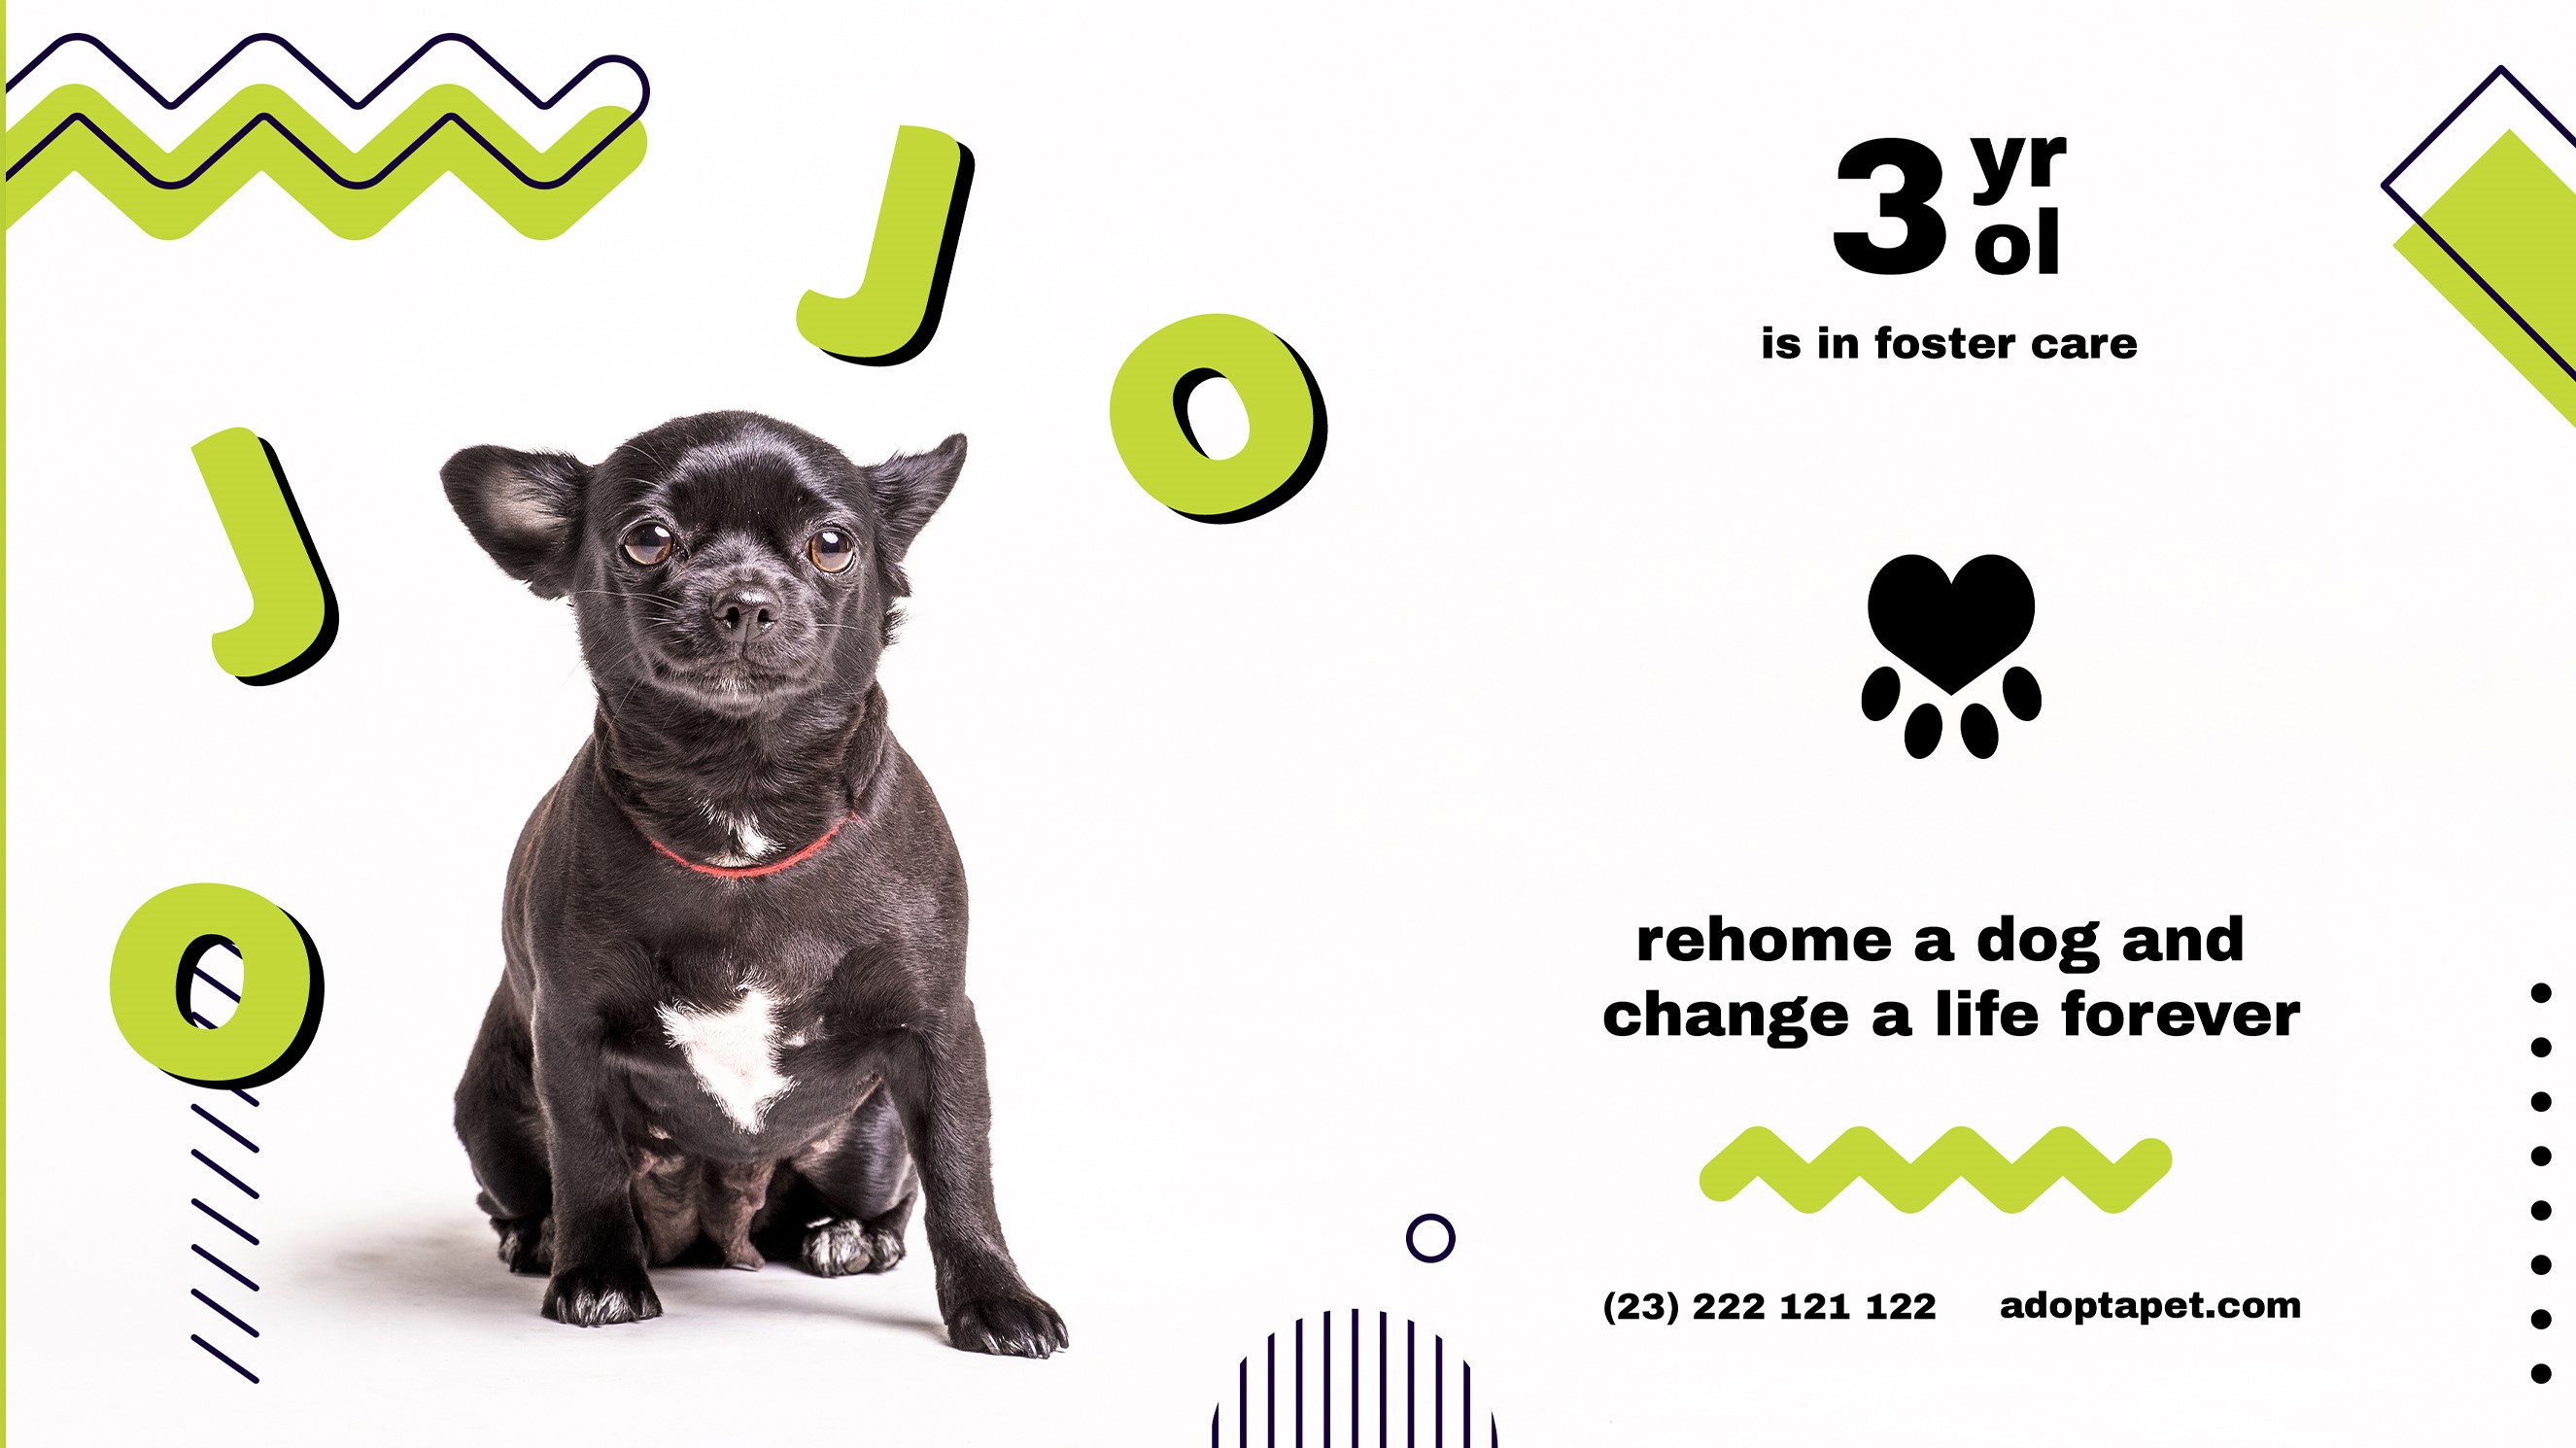 J
O
J
O
3 yr
ol
is in foster care
rehome a dog and
change a life forever
(23) 222 121 122 adoptapet.com